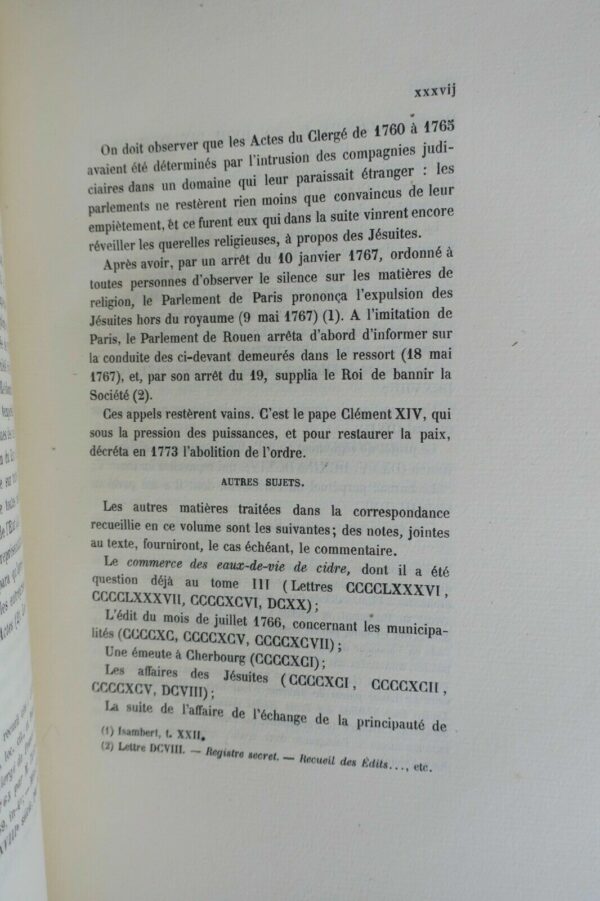 xxxvij
On doit observer que les Actes du Clergé de 1760 à 1765
avaient été déterminés par l'intrusion des compagnies judi-
ciaires dans un domaine qui leur paraissait étranger : les
parlements ne restèrent rien moins que convaincus de leur
empiètement, et ce furent eux qui dans la suite vinrent encore
réveiller les querelles religieuses, à propos des Jésuites.
Après avoir, par un arrêt du 10 janvier 1767, ordonné à
toutes personnes d'observer le silence sur les matières de
religion, le Parlement de Paris prononça l'expulsion des
Jésuites hors du royaume (9 mai 1767) (1). A l'imitation de
Paris, le Parlement de Rouen arrêta d'abord d'informer sur
la conduite des ci-devant demeurés dans le ressort (18 mai
1767), et, par son arrêt du 19, supplia le Roi de bannir la
Société (2).
Ces appels restèrent vains. C'est le pape Clément XIV, qui
sous la pression des puissances, et pour restaurer la paix,
décréta en 1773 l'abolition de l'ordre.
AUTRES SUJETS.
Les autres matières traitées dans la correspondance
recueillie en ce volume sont les suivantes; des notes, jointes
au texte, fourniront, le cas échéant, le commentaire.
Le commerce des eaux-de-vie de cidre, dont il a été
question déjà au tome III (Lettres CCCCLXXXVI,
CCCCLXXXVII, CCCCXCVI, DCXX);
L'édit du mois de juillet 1766, concernant les municipa-
lités (CCCCXC, CCCCXCV, CCCCXCVII);
Une émeute à Cherbourg (CCCCXCI);
Les affaires des Jésuites (CCCCXCI, CCCCXCII,
CCCCXCV, DCVIII);
La suite de l'affaire de l'échange de la principauté de
(1) Isambert, t. XXII.
(2) Lettre DCVIII. — Registre secret. — Recueil des Édits..., etc.